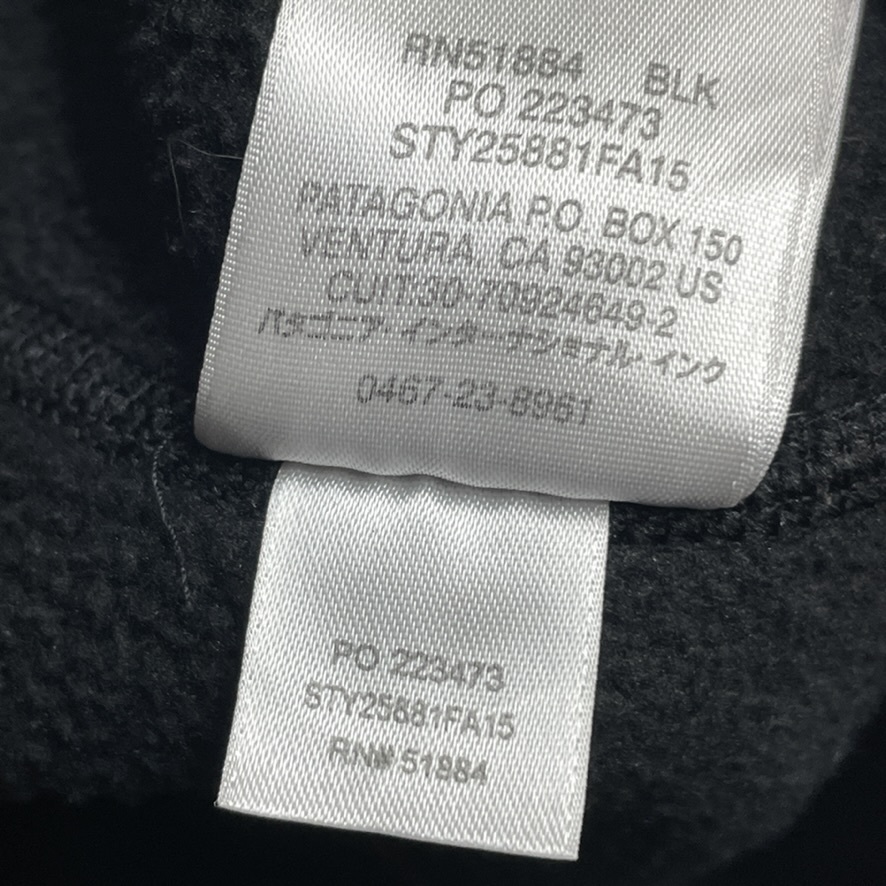 RN51884 BLK
PO 223473
STY25881FA15
PATAGONIA P.O. BOX 150
VENTURA, CA 93002 US
CUIT:30-70924649-2
パタゴニア・インターナショナル・インク
0467-23-8961
PO 223473
STY25881FA15
RN# 51884